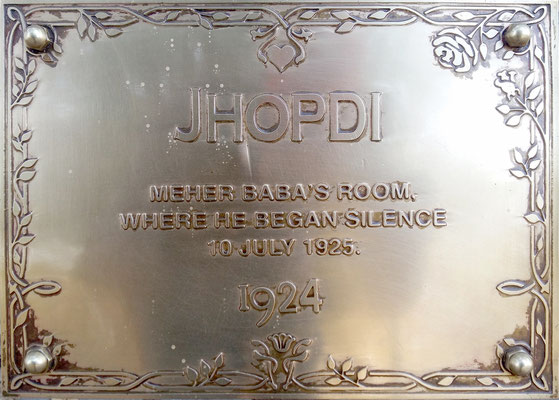 JHOPDI
MEHER BABA'S ROOM,
WHERE HE BEGAN SILENCE
10 JULY 1925.
1924